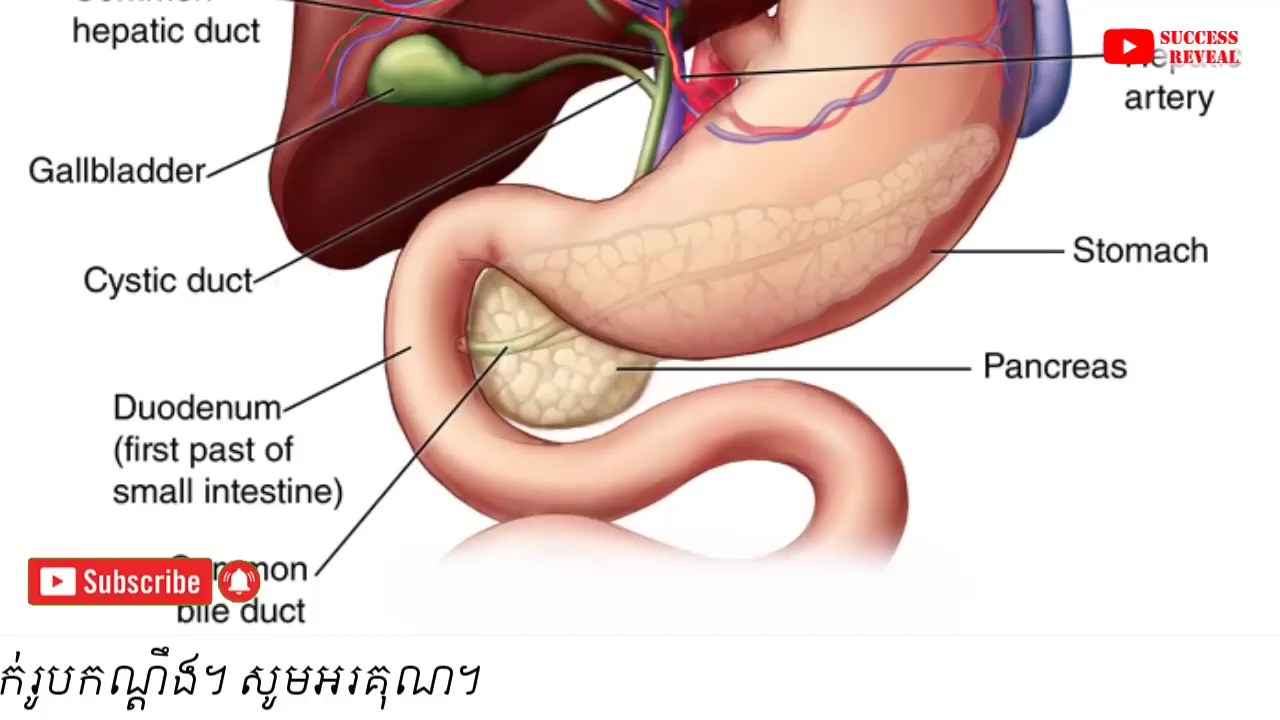 hepatic duct
SUCCESS
REVEAL
artery
Gallbladder
Stomach
Cystic duct
Pancreas
Duodenum
(first past of
small intestine)
Subscribe
bile duct
ក់រូបកណ្ដឹង។ សូមអរគុណ។